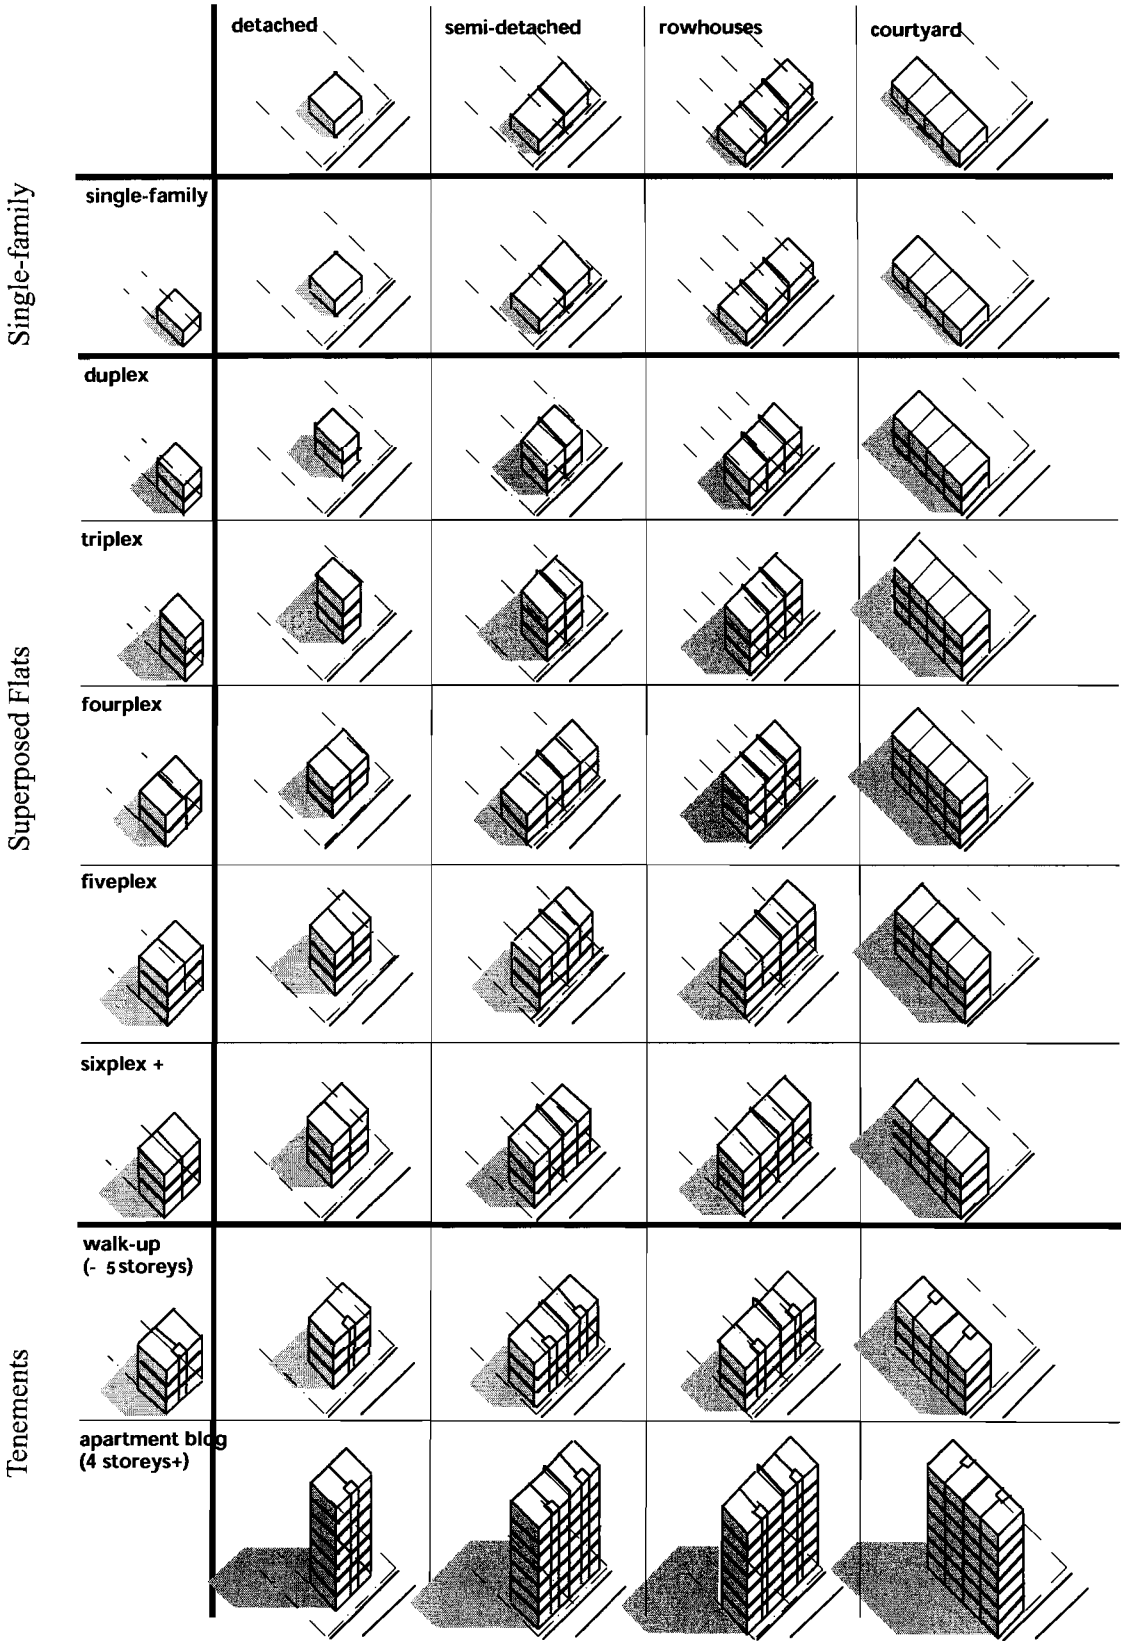 detached
semi-detached
rowhouses
courtyard
Single-family
single-family
Superposed Flats
duplex
triplex
fourplex
fiveplex
sixplex +
Tenements
walk-up
(- 5 storeys)
apartment bldg
(4 storeys+)